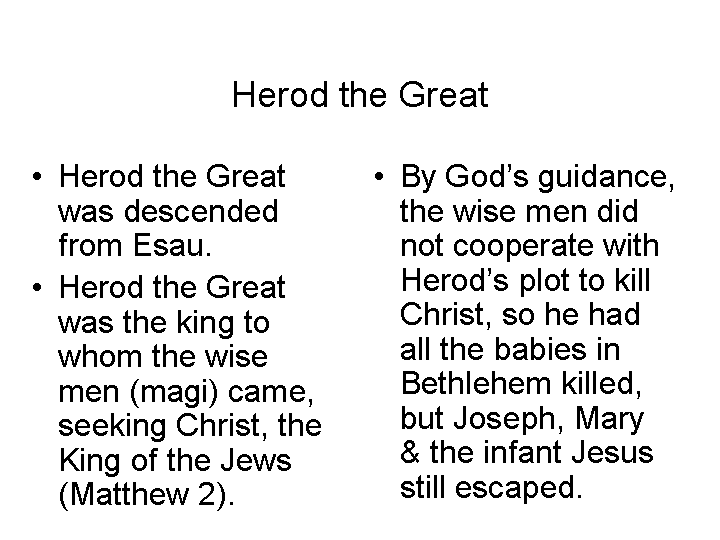 Herod the Great
• Herod the Great
was descended
from Esau.
• Herod the Great
was the king to
whom the wise
men (magi) came,
seeking Christ, the
King of the Jews
(Matthew 2).
• By God’s guidance,
the wise men did
not cooperate with
Herod’s plot to kill
Christ, so he had
all the babies in
Bethlehem killed,
but Joseph, Mary
& the infant Jesus
still escaped.